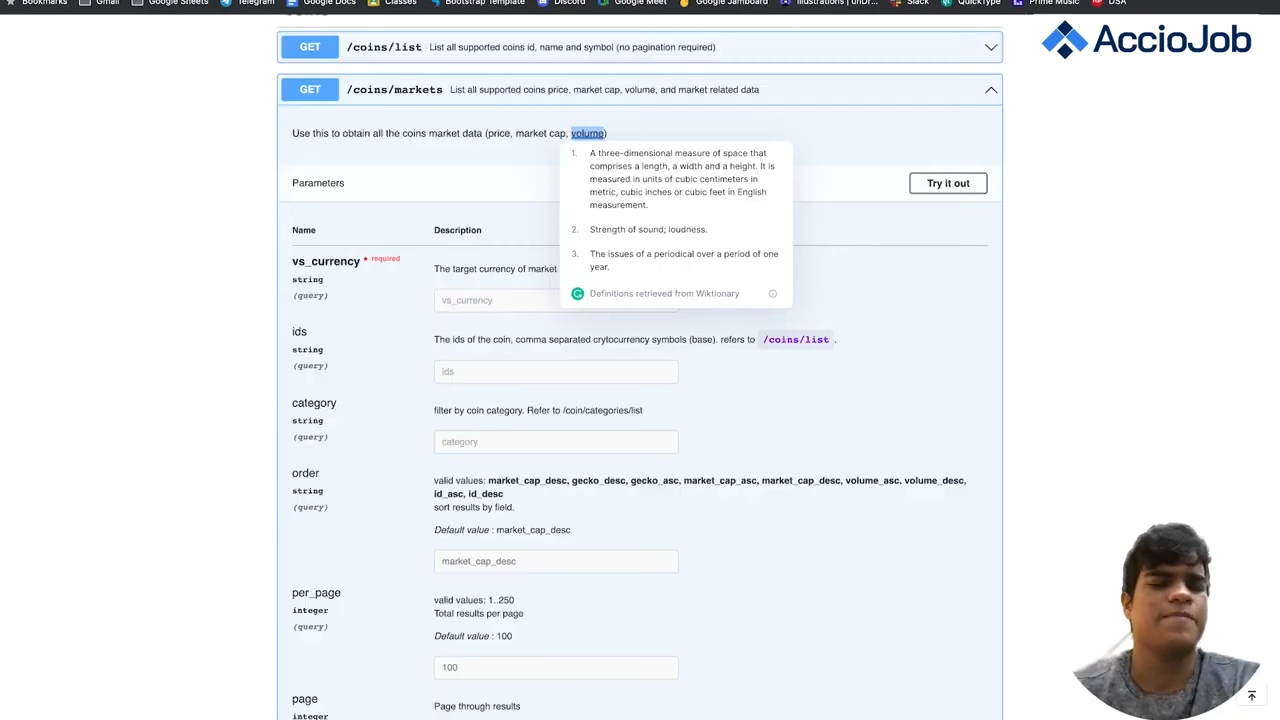 Bookmarks Gmail Google Sheets Telegram Google Docs Classes Bootstrap Template Discord Google Meet Google Jamboard Illustrations | unDr... Slack QuickType Prime Music DSA
AccioJob
GET /coins/list List all supported coins id, name and symbol (no pagination required)
GET /coins/markets List all supported coins price, market cap, volume, and market related data
Use this to obtain all the coins market data (price, market cap, volume)
1. A three-dimensional measure of space that
comprises a length, a width and a height. It is
measured in units of cubic centimeters in
metric, cubic inches or cubic feet in English
measurement.
2. Strength of sound; loudness.
3. The issues of a periodical over a period of one
year.
Definitions retrieved from Wiktionary
Parameters
Try it out
Name Description
vs_currency * required
string
(query)
The target currency of market
vs_currency
ids
string
(query)
The ids of the coin, comma separated crytocurrency symbols (base). refers to /coins/list .
ids
category
string
(query)
filter by coin category. Refer to /coin/categories/list
category
order
string
(query)
valid values: market_cap_desc, gecko_desc, gecko_asc, market_cap_asc, market_cap_desc, volume_asc, volume_desc,
id_asc, id_desc
sort results by field.
Default value : market_cap_desc
market_cap_desc
per_page
integer
(query)
valid values: 1..250
Total results per page
Default value : 100
100
page
integer
Page through results